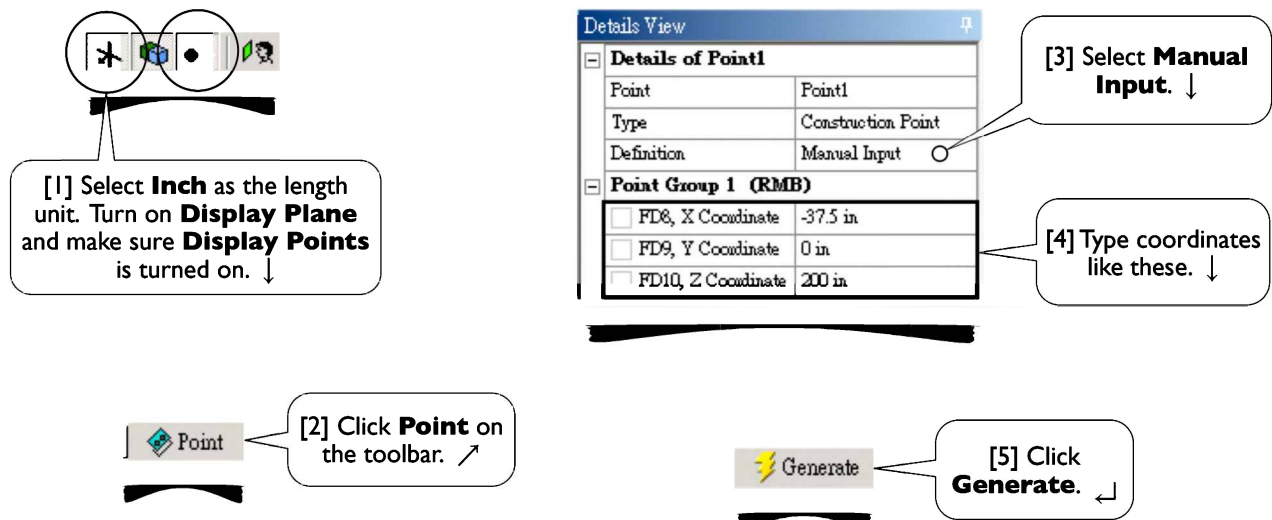 [1] Select Inch as the length
unit. Turn on Display Plane
and make sure Display Points
is turned on. ↓
[2] Click Point on
the toolbar. ↗
Point
Details View
Details of Point1
Point Point1
Type Construction Point
Definition Manual Input
Point Group 1 (RMB)
FD8, X Coordinate -37.5 in
FD9, Y Coordinate 0 in
FD10, Z Coordinate 200 in
[3] Select Manual
Input. ↓
[4] Type coordinates
like these. ↓
Generate
[5] Click
Generate. ↵